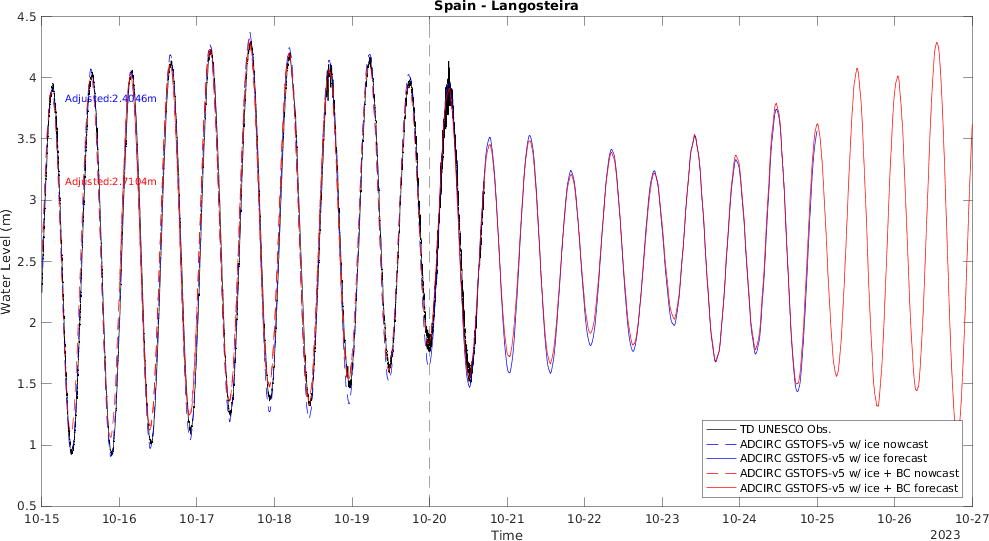 Spain - Langosteira
4.5
4
3.5
3
2.5
2
1.5
1
0.5
Water Level (m)
Adjusted:2.4046m
Adjusted:2.7104m
TD UNESCO Obs.
ADCIRC GSTOFS-v5 w/ ice nowcast
ADCIRC GSTOFS-v5 w/ ice forecast
ADCIRC GSTOFS-v5 w/ ice + BC nowcast
ADCIRC GSTOFS-v5 w/ ice + BC forecast
10-15 10-16 10-17 10-18 10-19 10-20 10-21 10-22 10-23 10-24 10-25 10-26 10-27
Time
2023